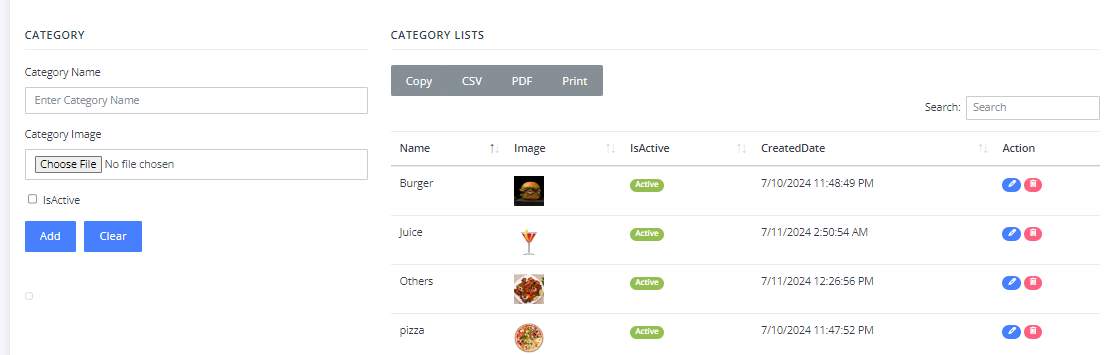 CATEGORY
Category Name
Enter Category Name
Category Image
Choose File No file chosen
IsActive
Add Clear
CATEGORY LISTS
Copy CSV PDF Print
Search: Search
Name Image IsActive CreatedDate Action
Burger Active 7/10/2024 11:48:49 PM
Juice Active 7/11/2024 2:50:54 AM
Others Active 7/11/2024 12:26:56 PM
pizza Active 7/10/2024 11:47:52 PM